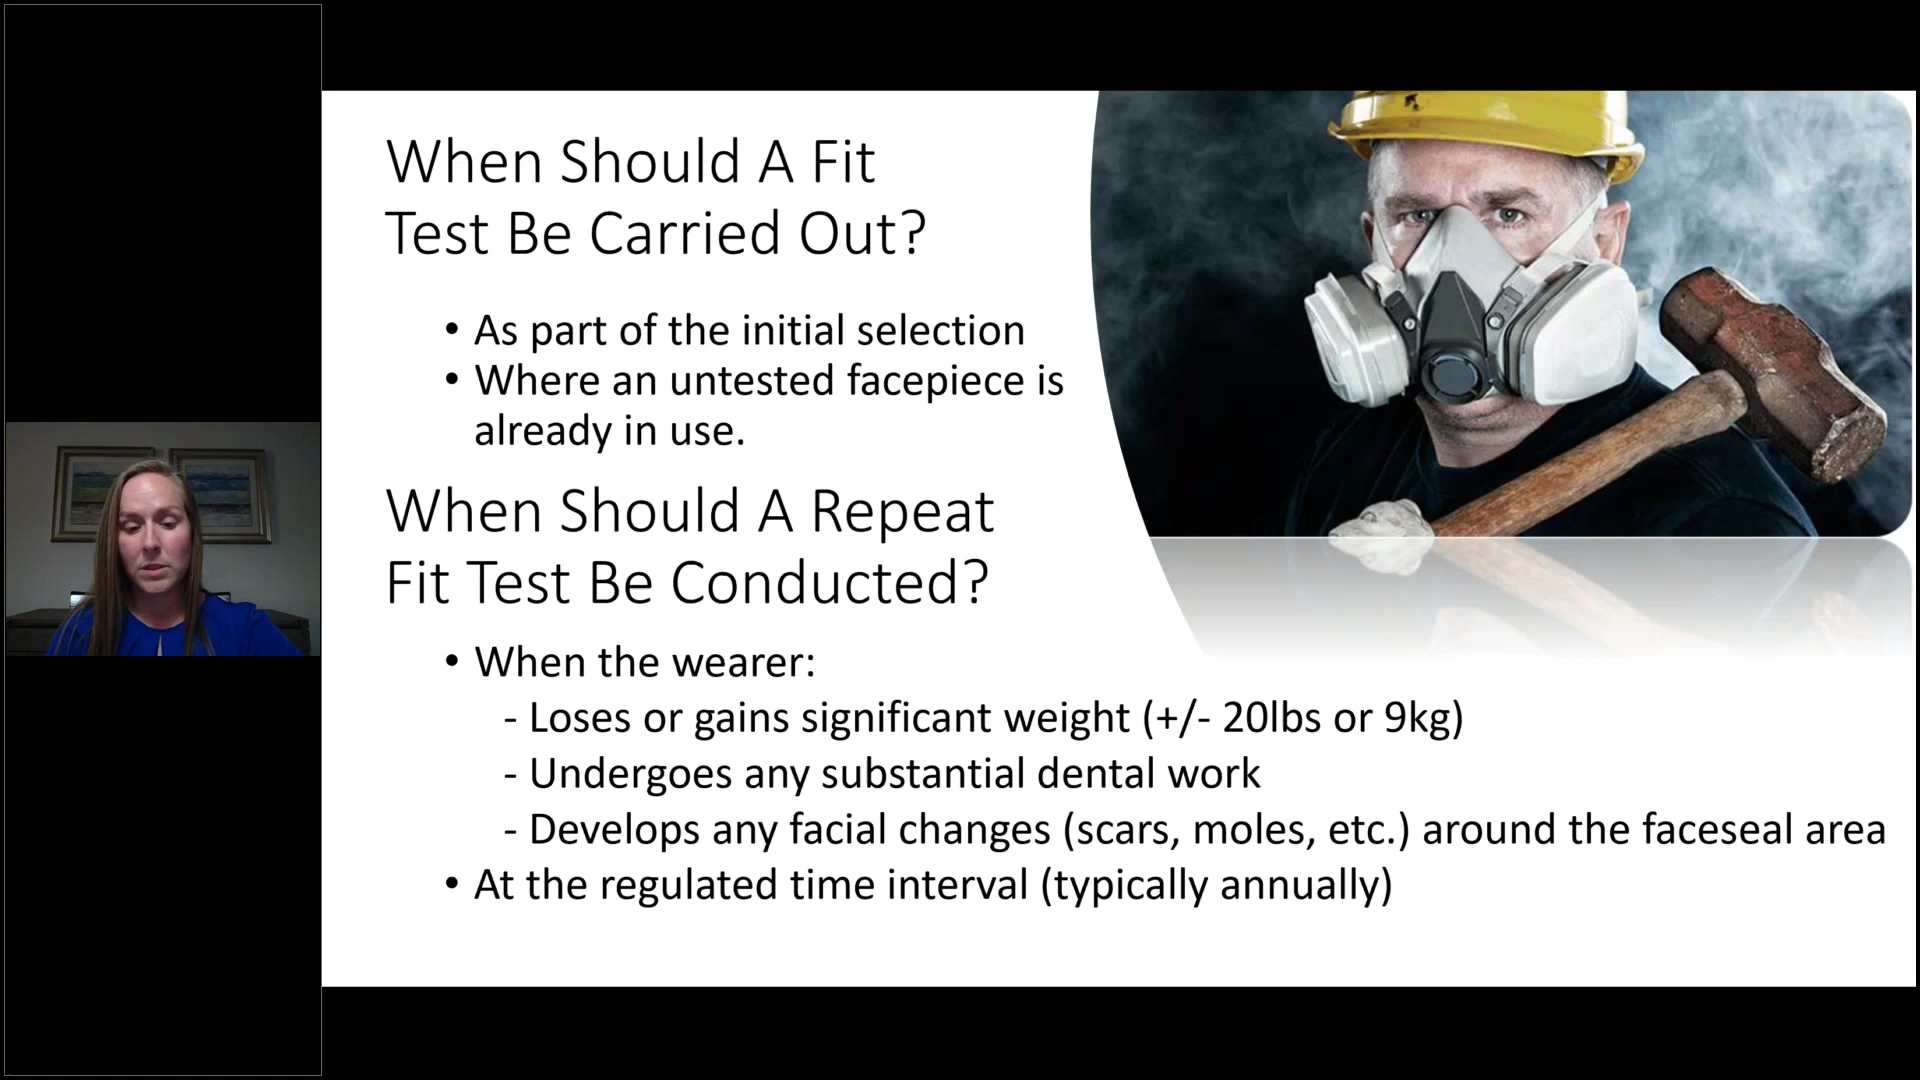 When Should A Fit
Test Be Carried Out?
• As part of the initial selection
• Where an untested facepiece is
already in use.
When Should A Repeat
Fit Test Be Conducted?
• When the wearer:
- Loses or gains significant weight (+/- 20lbs or 9kg)
- Undergoes any substantial dental work
- Develops any facial changes (scars, moles, etc.) around the faceseal area
• At the regulated time interval (typically annually)